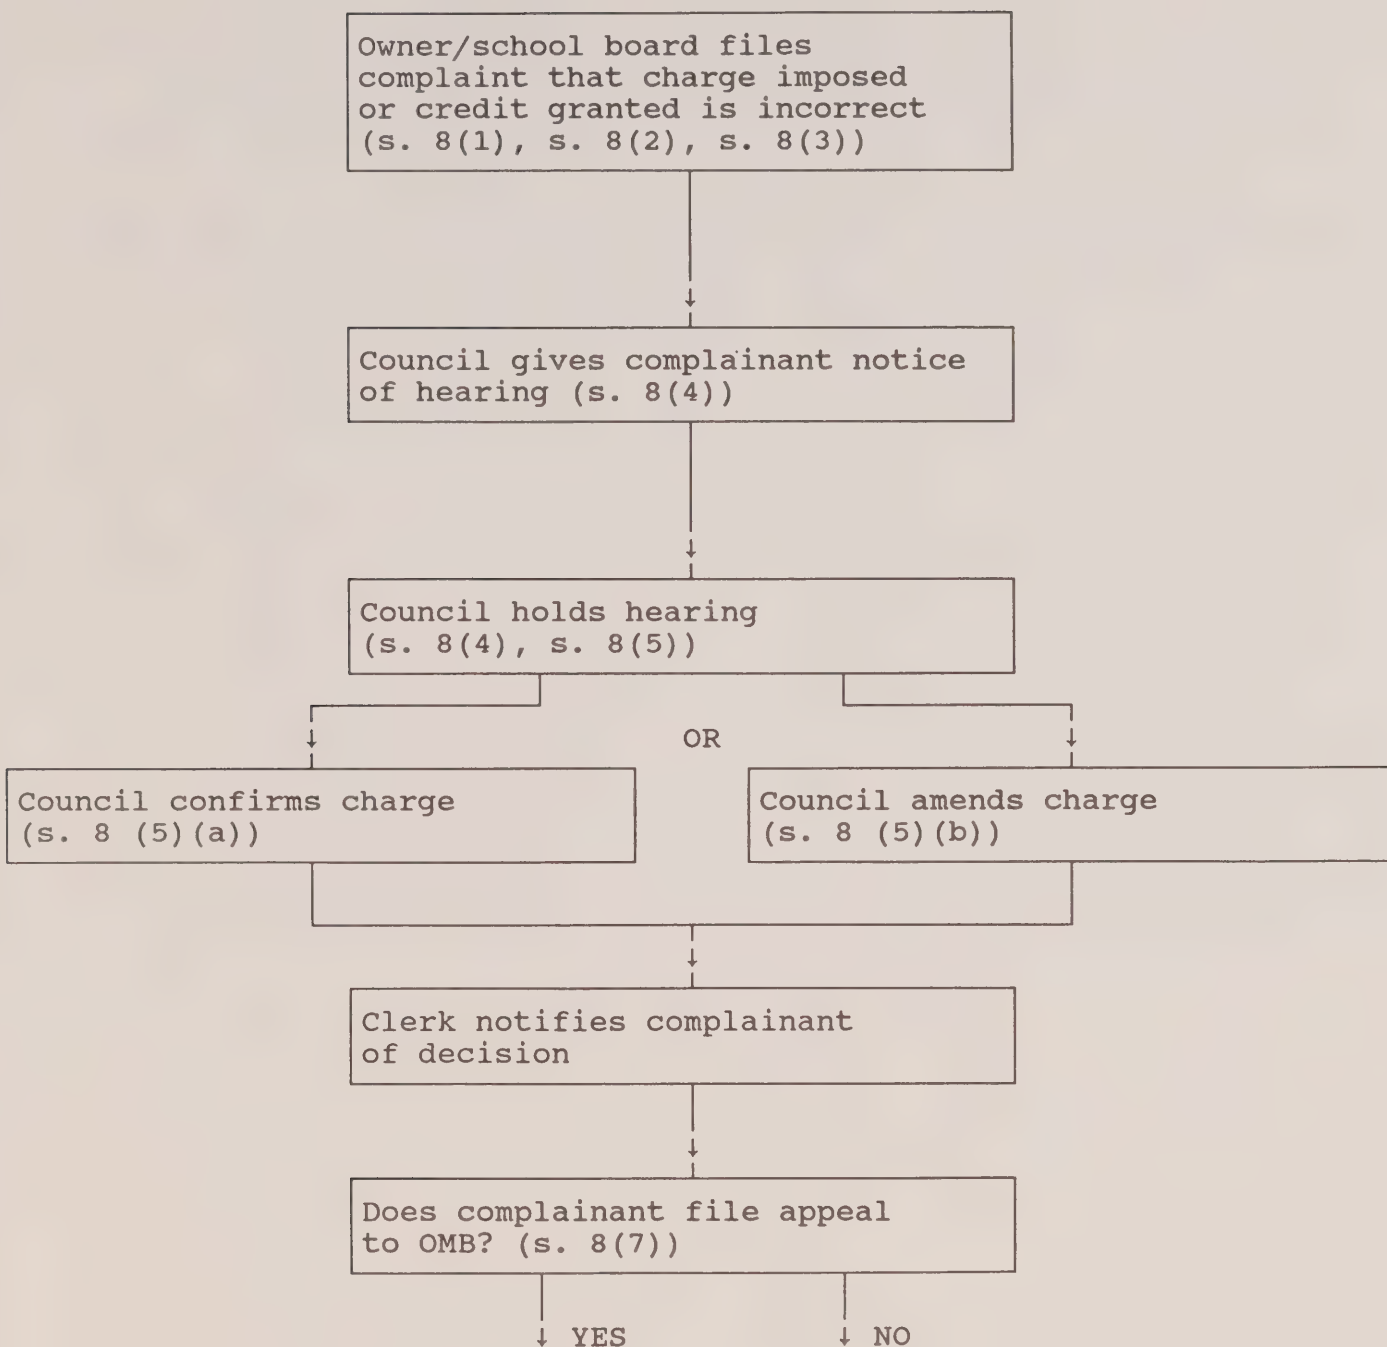 Owner/school board files
complaint that charge imposed
or credit granted is incorrect
(s. 8(1), s. 8(2), s. 8(3))
Council gives complainant notice
of hearing (s. 8(4))
Council holds hearing
(s. 8(4), s. 8(5))
OR
Council confirms charge
(s. 8 (5)(a))
Council amends charge
(s. 8 (5)(b))
Clerk notifies complainant
of decision
Does complainant file appeal
to OMB? (s. 8(7))
YES
NO